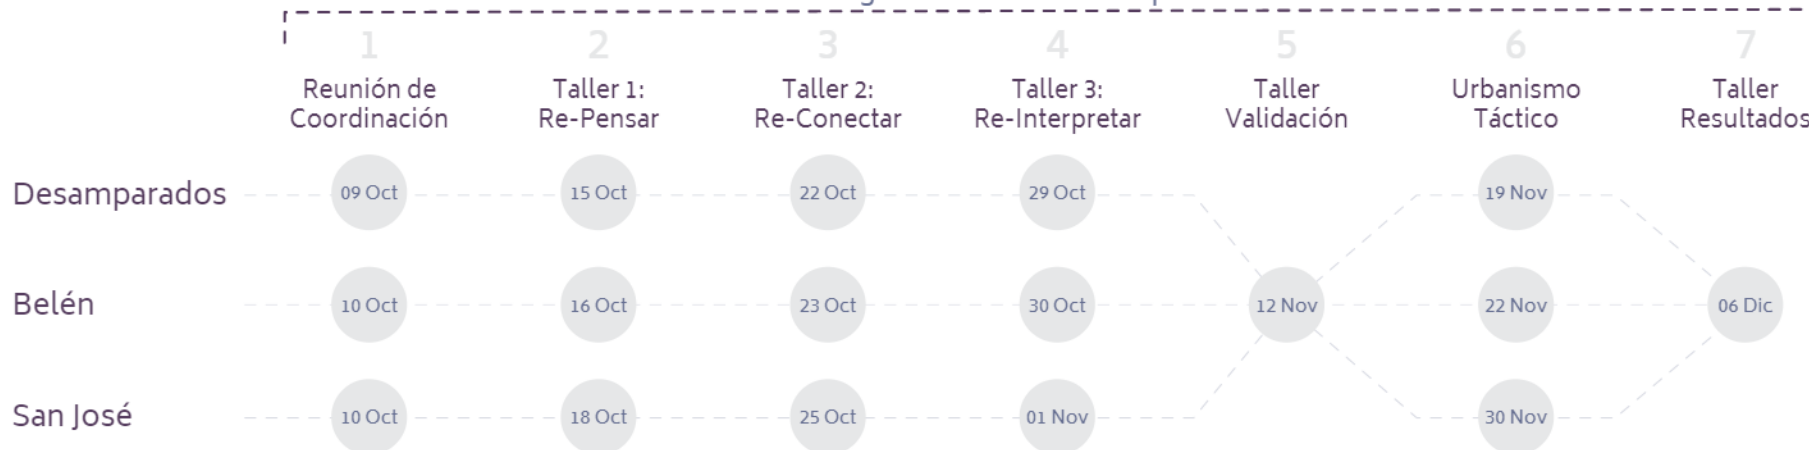 1 2 3 4 5 6 7
Reunión de Taller 1: Taller 2: Taller 3: Taller Urbanismo Taller
Coordinación Re-Pensar Re-Conectar Re-Interpretar Validación Táctico Resultados
Desamparados 09 Oct 15 Oct 22 Oct 29 Oct 19 Nov
Belén 10 Oct 16 Oct 23 Oct 30 Oct 12 Nov 22 Nov 06 Dic
San José 10 Oct 18 Oct 25 Oct 01 Nov 30 Nov